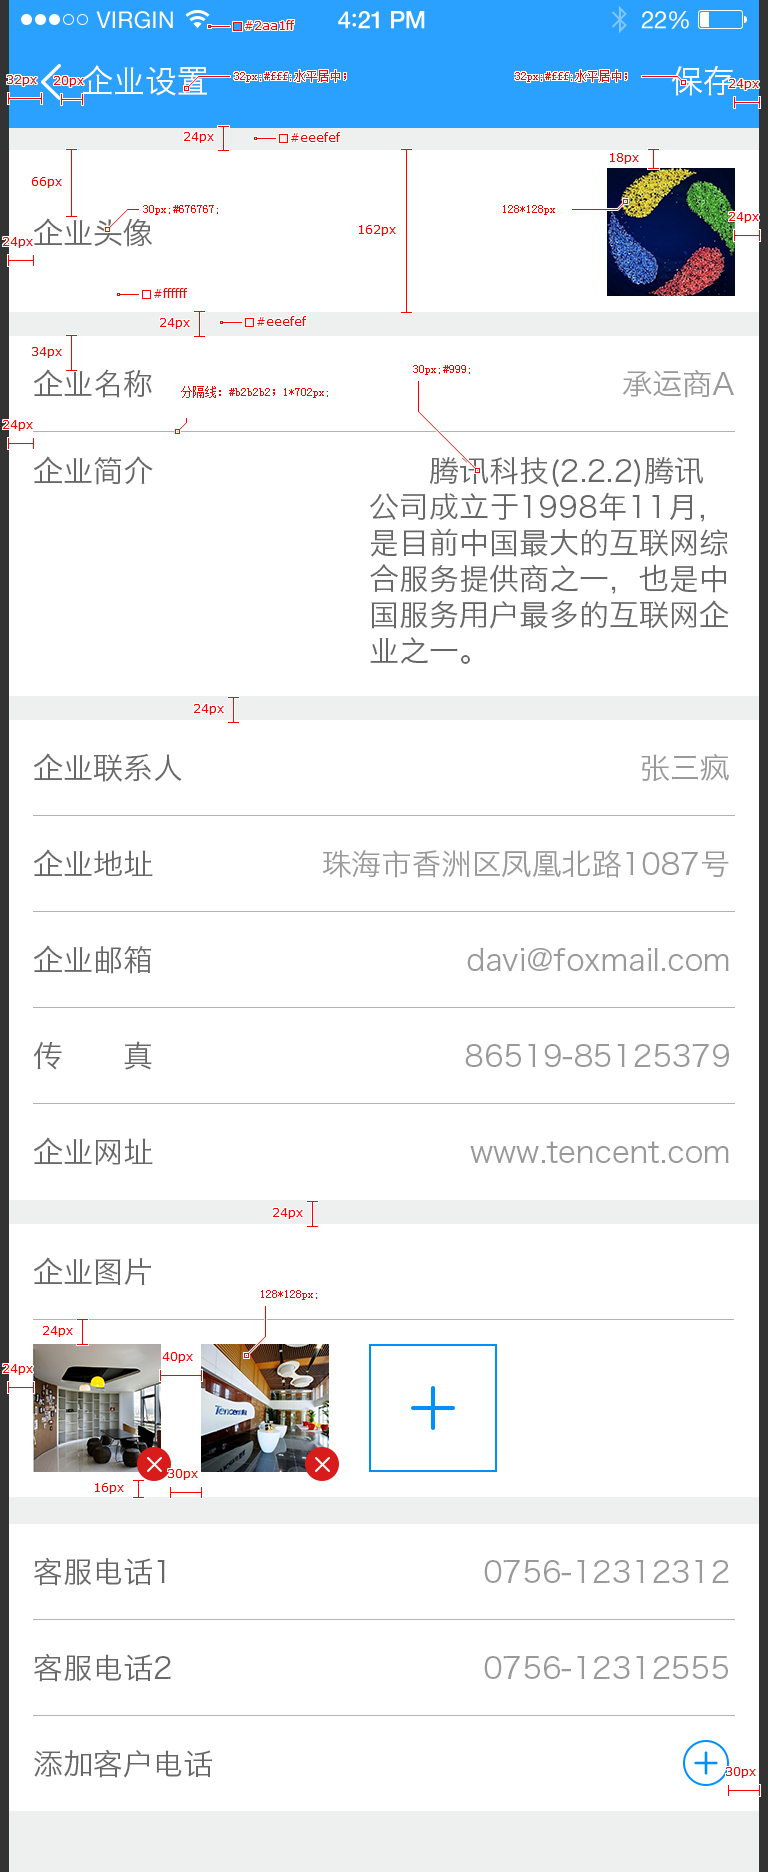 VIRGIN 4:21 PM 22%
#2aa1ff
32px 20px 企业设置 32px;#fff;水平居中; 32px;#fff;水平居中; 保存 24px
24px #eeefef
18px
66px
30px;#676767; 128*128px
24px
162px
企业头像
24px
#ffffff
24px #eeefef
34px
30px;#999;
企业名称 承运商A
分隔线: #b2b2b2; 1*702px;
24px
企业简介 腾讯科技(2.2.2)腾讯
公司成立于1998年11月,
是目前中国最大的互联网综
合服务提供商之一, 也是中
国服务用户最多的互联网企
业之一。
24px
企业联系人 张三疯
企业地址 珠海市香洲区凤凰北路1087号
企业邮箱 davi@foxmail.com
传 真 86519-85125379
企业网址 www.tencent.com
24px
企业图片
128*128px;
24px
40px
24px
Tencent
30px
16px
客服电话1 0756-12312312
客服电话2 0756-12312555
添加客户电话
30px